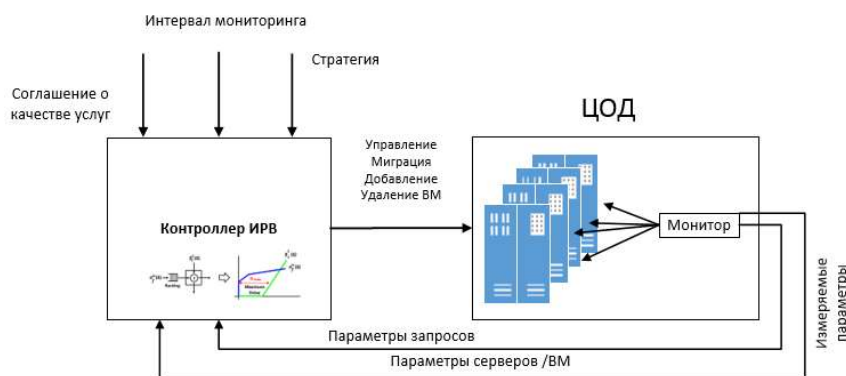 Интервал мониторинга
Стратегия
Соглашение о
качестве услуг
ЦОД
Управление
Миграция
Добавление
Удаление ВМ
Контроллер ИРВ
Монитор
Измеряемые
параметры
Параметры запросов
Параметры серверов /ВМ